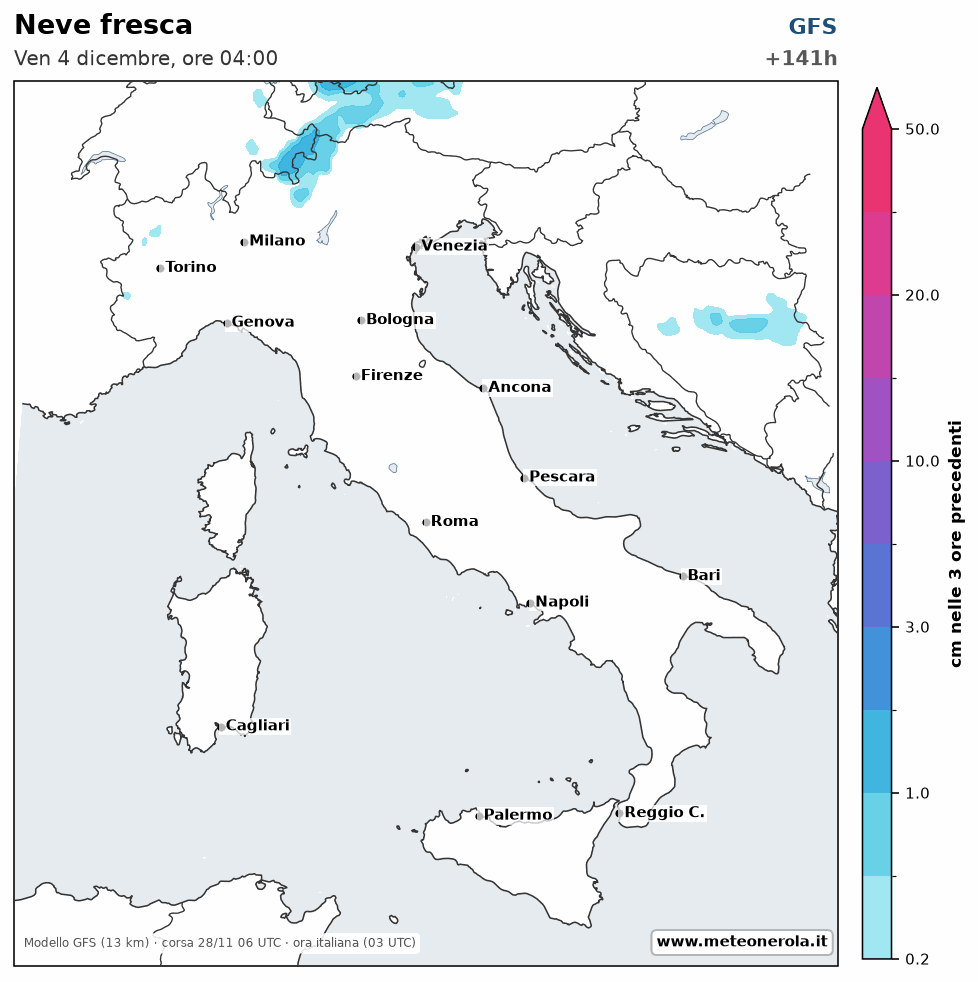 Neve fresca
GFS
Ven 4 dicembre, ore 04:00
+141h
50.0
20.0
10.0
3.0
1.0
0.2
cm nelle 3 ore precedenti
Milano
Venezia
Torino
Genova
Bologna
Firenze
Ancona
Pescara
Roma
Bari
Napoli
Cagliari
Palermo
Reggio C.
Modello GFS (13 km) · corsa 28/11 06 UTC · ora italiana (03 UTC)
www.meteonerola.it